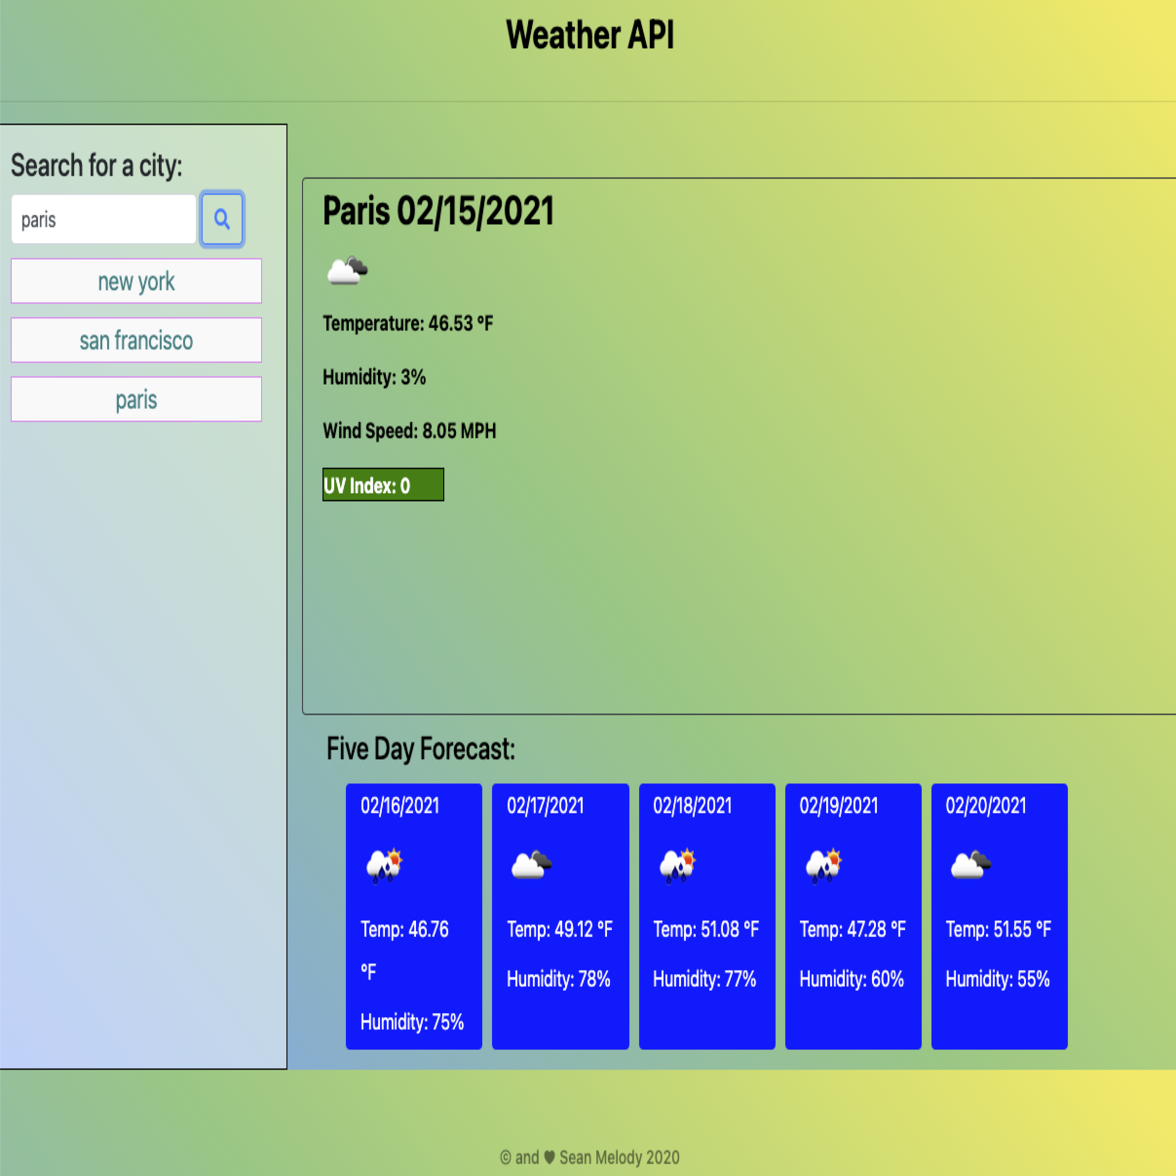 Weather API
Search for a city:
paris
new york
san francisco
paris
Paris 02/15/2021
Temperature: 46.53 °F
Humidity: 3%
Wind Speed: 8.05 MPH
UV Index: 0
Five Day Forecast:
02/16/2021
Temp: 46.76
°F
Humidity: 75%
02/17/2021
Temp: 49.12 °F
Humidity: 78%
02/18/2021
Temp: 51.08 °F
Humidity: 77%
02/19/2021
Temp: 47.28 °F
Humidity: 60%
02/20/2021
Temp: 51.55 °F
Humidity: 55%
© and ♥ Sean Melody 2020